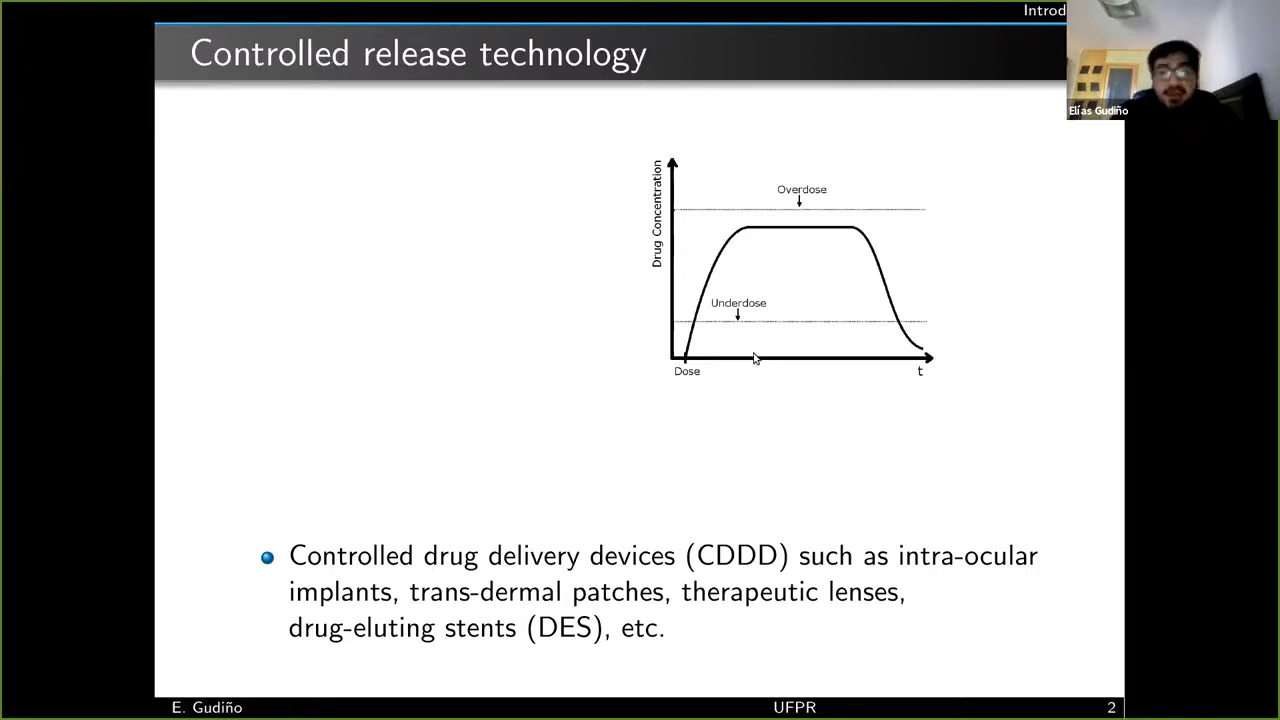 Introd
Controlled release technology
Elías Gudiño
Drug Concentration
Overdose
Underdose
Dose
t
Controlled drug delivery devices (CDDD) such as intra-ocular
implants, trans-dermal patches, therapeutic lenses,
drug-eluting stents (DES), etc.
E. Gudiño
UFPR
2